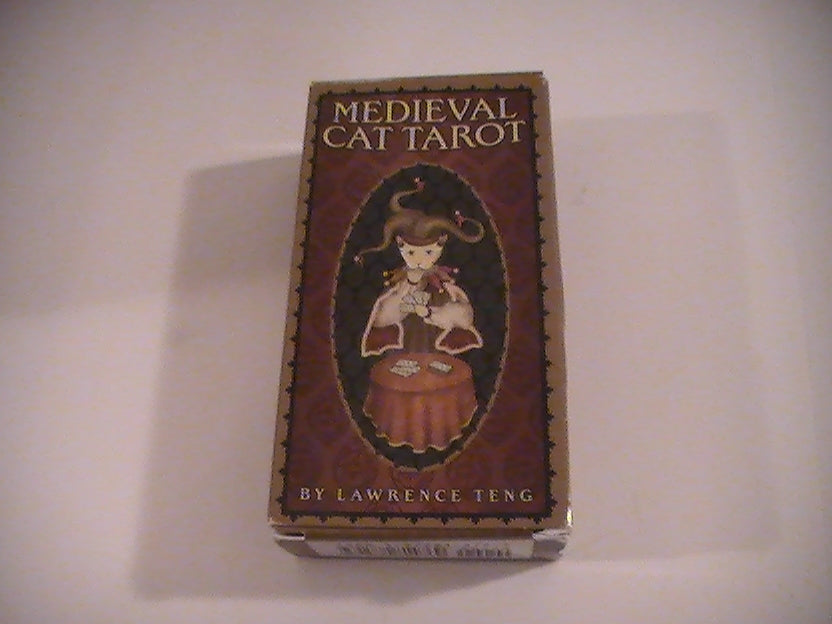 MEDIEVAL
CAT TAROT
BY LAWRENCE TENG